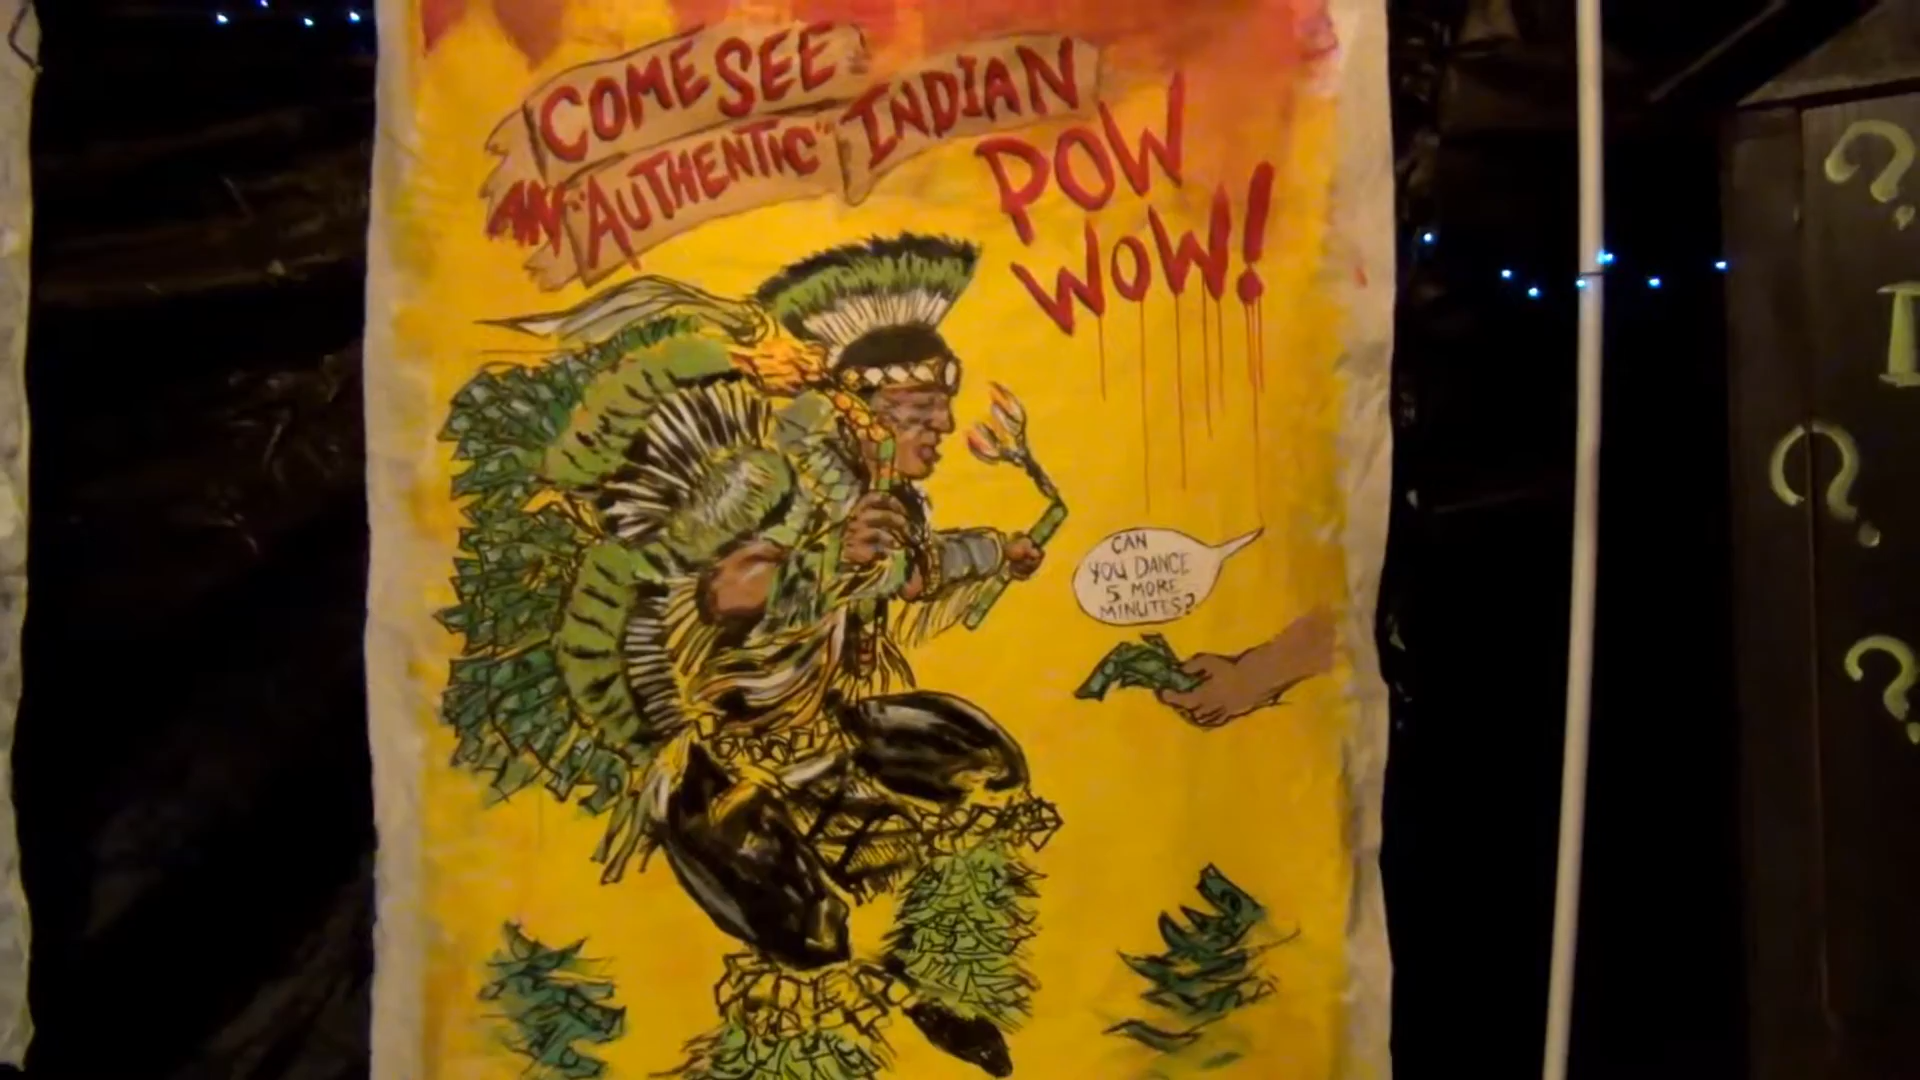 COME SEE
AN "AUTHENTIC" INDIAN
POW
WOW!
CAN
YOU DANCE
5 MORE
MINUTES?
?
?
?